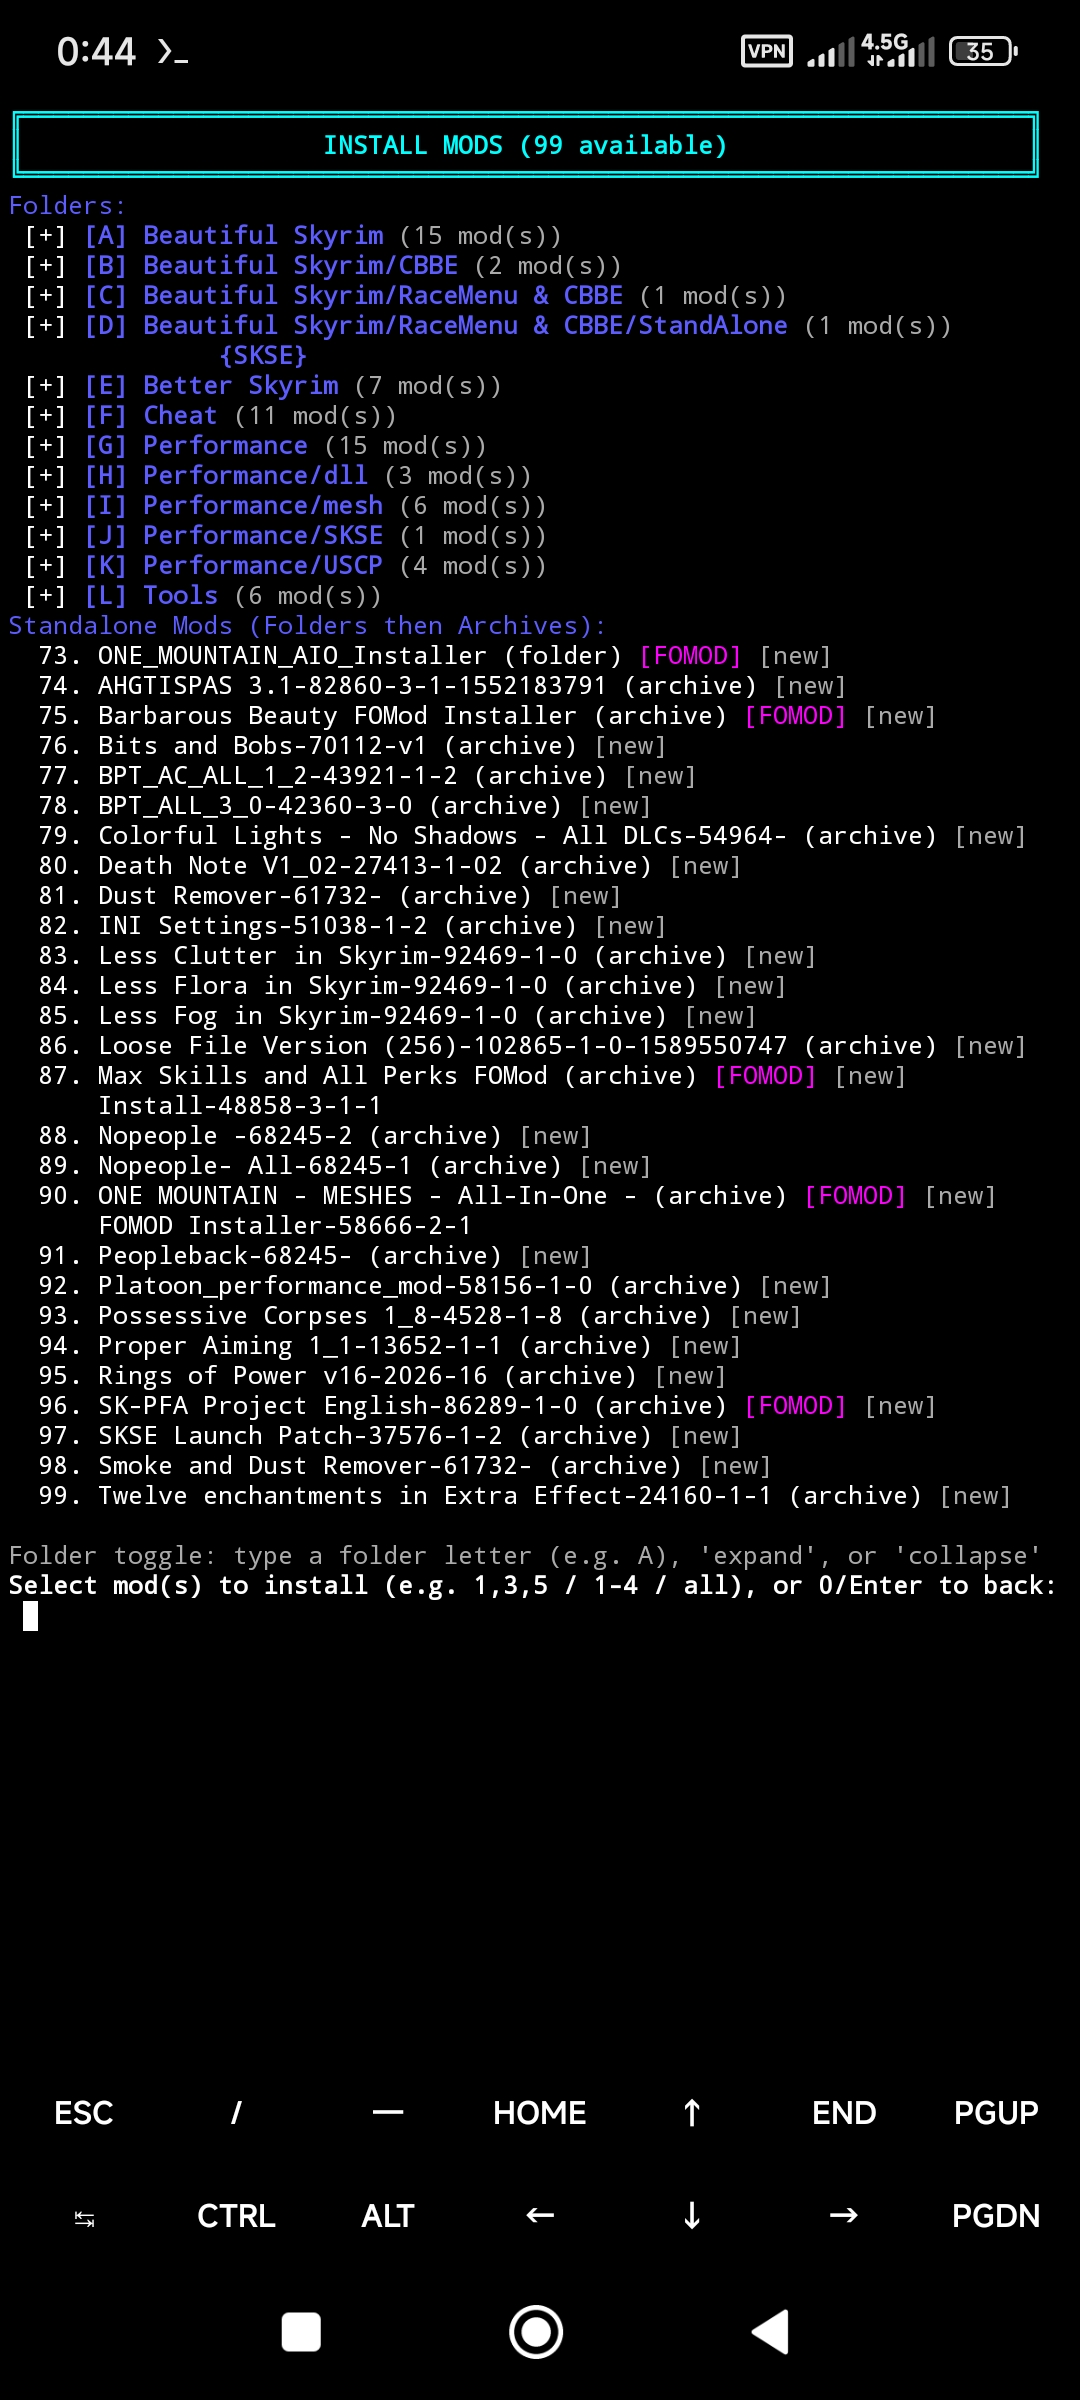 0:44 >_ VPN 4.5G 35
INSTALL MODS (99 available)
Folders:
[+] [A] Beautiful Skyrim (15 mod(s))
[+] [B] Beautiful Skyrim/CBBE (2 mod(s))
[+] [C] Beautiful Skyrim/RaceMenu & CBBE (1 mod(s))
[+] [D] Beautiful Skyrim/RaceMenu & CBBE/StandAlone (1 mod(s))
{SKSE}
[+] [E] Better Skyrim (7 mod(s))
[+] [F] Cheat (11 mod(s))
[+] [G] Performance (15 mod(s))
[+] [H] Performance/dll (3 mod(s))
[+] [I] Performance/mesh (6 mod(s))
[+] [J] Performance/SKSE (1 mod(s))
[+] [K] Performance/USCP (4 mod(s))
[+] [L] Tools (6 mod(s))
Standalone Mods (Folders then Archives):
73. ONE_MOUNTAIN_AIO_Installer (folder) [FOMOD] [new]
74. AHGTISPAS 3.1-82860-3-1-1552183791 (archive) [new]
75. Barbarous Beauty FOMod Installer (archive) [FOMOD] [new]
76. Bits and Bobs-70112-v1 (archive) [new]
77. BPT_AC_ALL_1_2-43921-1-2 (archive) [new]
78. BPT_ALL_3_0-42360-3-0 (archive) [new]
79. Colorful Lights - No Shadows - All DLCs-54964- (archive) [new]
80. Death Note V1_02-27413-1-02 (archive) [new]
81. Dust Remover-61732- (archive) [new]
82. INI Settings-51038-1-2 (archive) [new]
83. Less Clutter in Skyrim-92469-1-0 (archive) [new]
84. Less Flora in Skyrim-92469-1-0 (archive) [new]
85. Less Fog in Skyrim-92469-1-0 (archive) [new]
86. Loose File Version (256)-102865-1-0-1589550747 (archive) [new]
87. Max Skills and All Perks FOMod (archive) [FOMOD] [new]
Install-48858-3-1-1
88. Nopeople -68245-2 (archive) [new]
89. Nopeople- All-68245-1 (archive) [new]
90. ONE MOUNTAIN - MESHES - All-In-One - (archive) [FOMOD] [new]
FOMOD Installer-58666-2-1
91. Peopleback-68245- (archive) [new]
92. Platoon_performance_mod-58156-1-0 (archive) [new]
93. Possessive Corpses 1_8-4528-1-8 (archive) [new]
94. Proper Aiming 1_1-13652-1-1 (archive) [new]
95. Rings of Power v16-2026-16 (archive) [new]
96. SK-PFA Project English-86289-1-0 (archive) [FOMOD] [new]
97. SKSE Launch Patch-37576-1-2 (archive) [new]
98. Smoke and Dust Remover-61732- (archive) [new]
99. Twelve enchantments in Extra Effect-24160-1-1 (archive) [new]
Folder toggle: type a folder letter (e.g. A), 'expand', or 'collapse'
Select mod(s) to install (e.g. 1,3,5 / 1-4 / all), or 0/Enter to back:
ESC / — HOME ↑ END PGUP
↹ CTRL ALT ← ↓ → PGDN